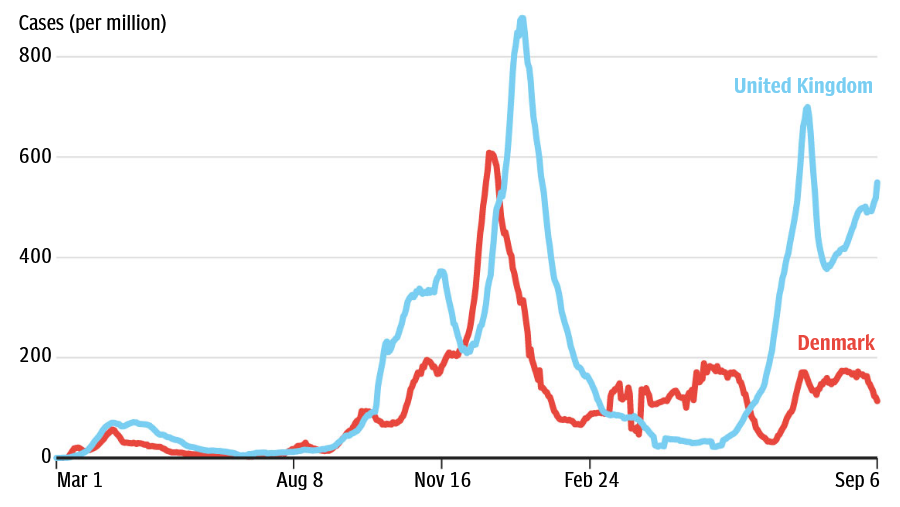 Cases (per million)
800
United Kingdom
600
400
Denmark
200
0
Mar 1
Aug 8
Nov 16
Feb 24
Sep 6